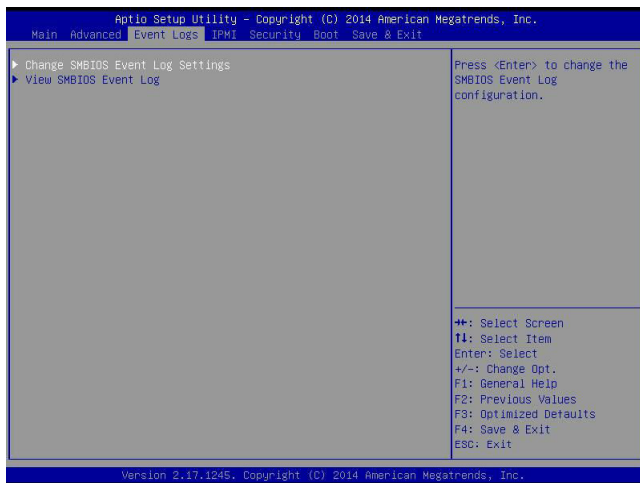 Aptio Setup Utility – Copyright (C) 2014 American Megatrends, Inc.
Main Advanced Event Logs IPMI Security Boot Save & Exit
▶ Change SMBIOS Event Log Settings
▶ View SMBIOS Event Log
Press <Enter> to change the
SMBIOS Event Log
configuration.
→←: Select Screen
↑↓: Select Item
Enter: Select
+/-: Change Opt.
F1: General Help
F2: Previous Values
F3: Optimized Defaults
F4: Save & Exit
ESC: Exit
Version 2.17.1245. Copyright (C) 2014 American Megatrends, Inc.